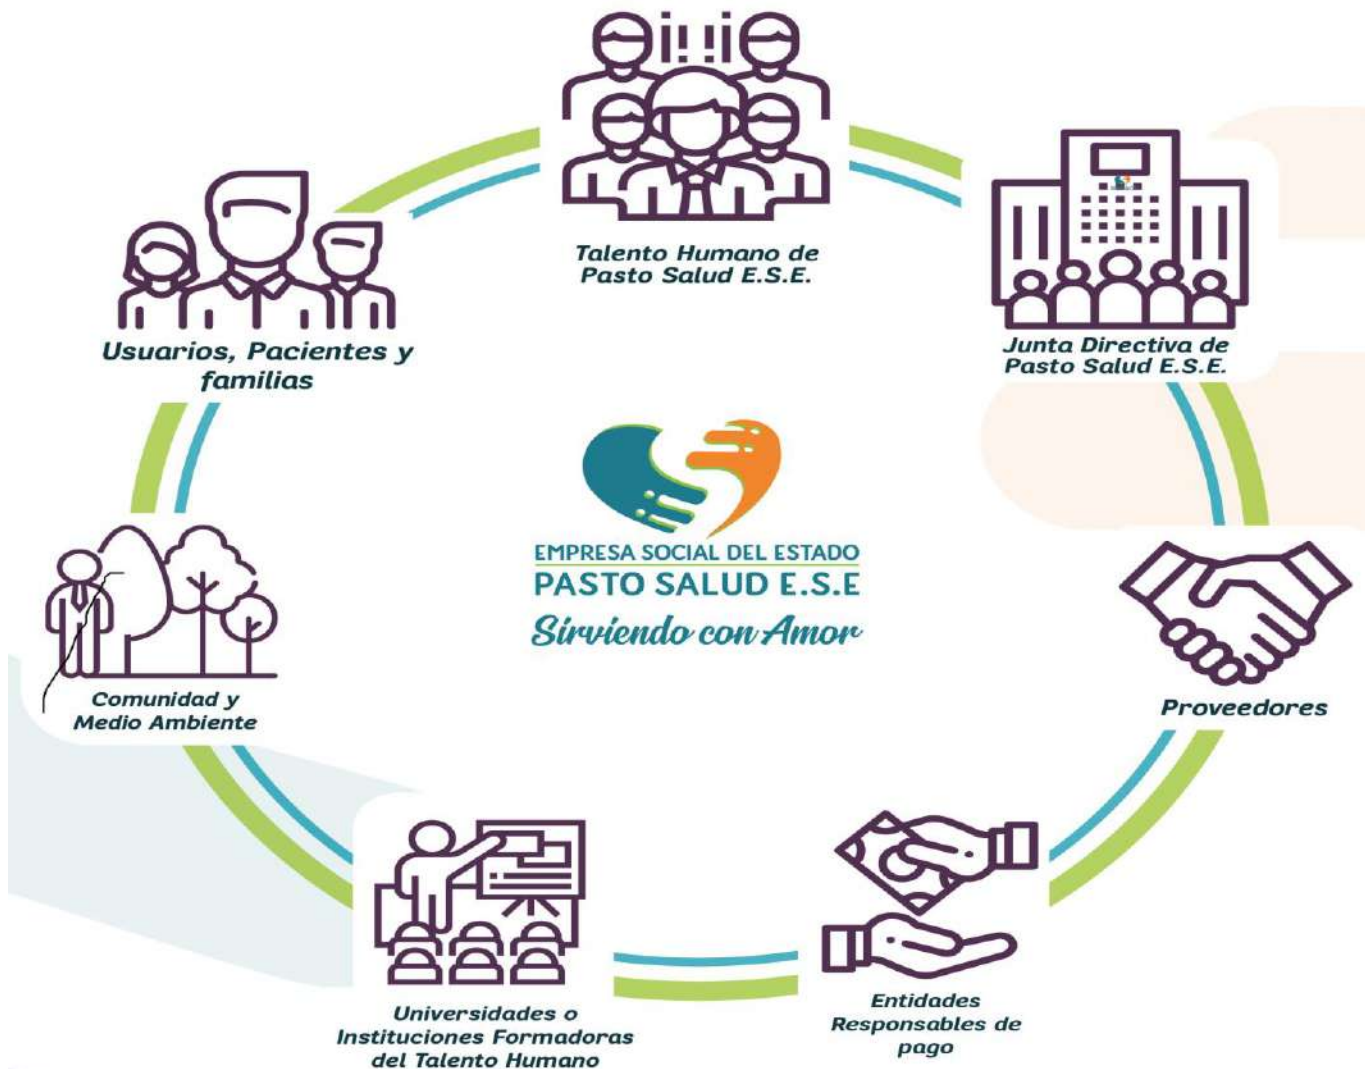 Talento Humano de
Pasto Salud E.S.E.
Junta Directiva de
Pasto Salud E.S.E.
Usuarios, Pacientes y
familias
EMPRESA SOCIAL DEL ESTADO
PASTO SALUD E.S.E
Sirviendo con Amor
Comunidad y
Medio Ambiente
Proveedores
Universidades o
Instituciones Formadoras
del Talento Humano
Entidades
Responsables de
pago